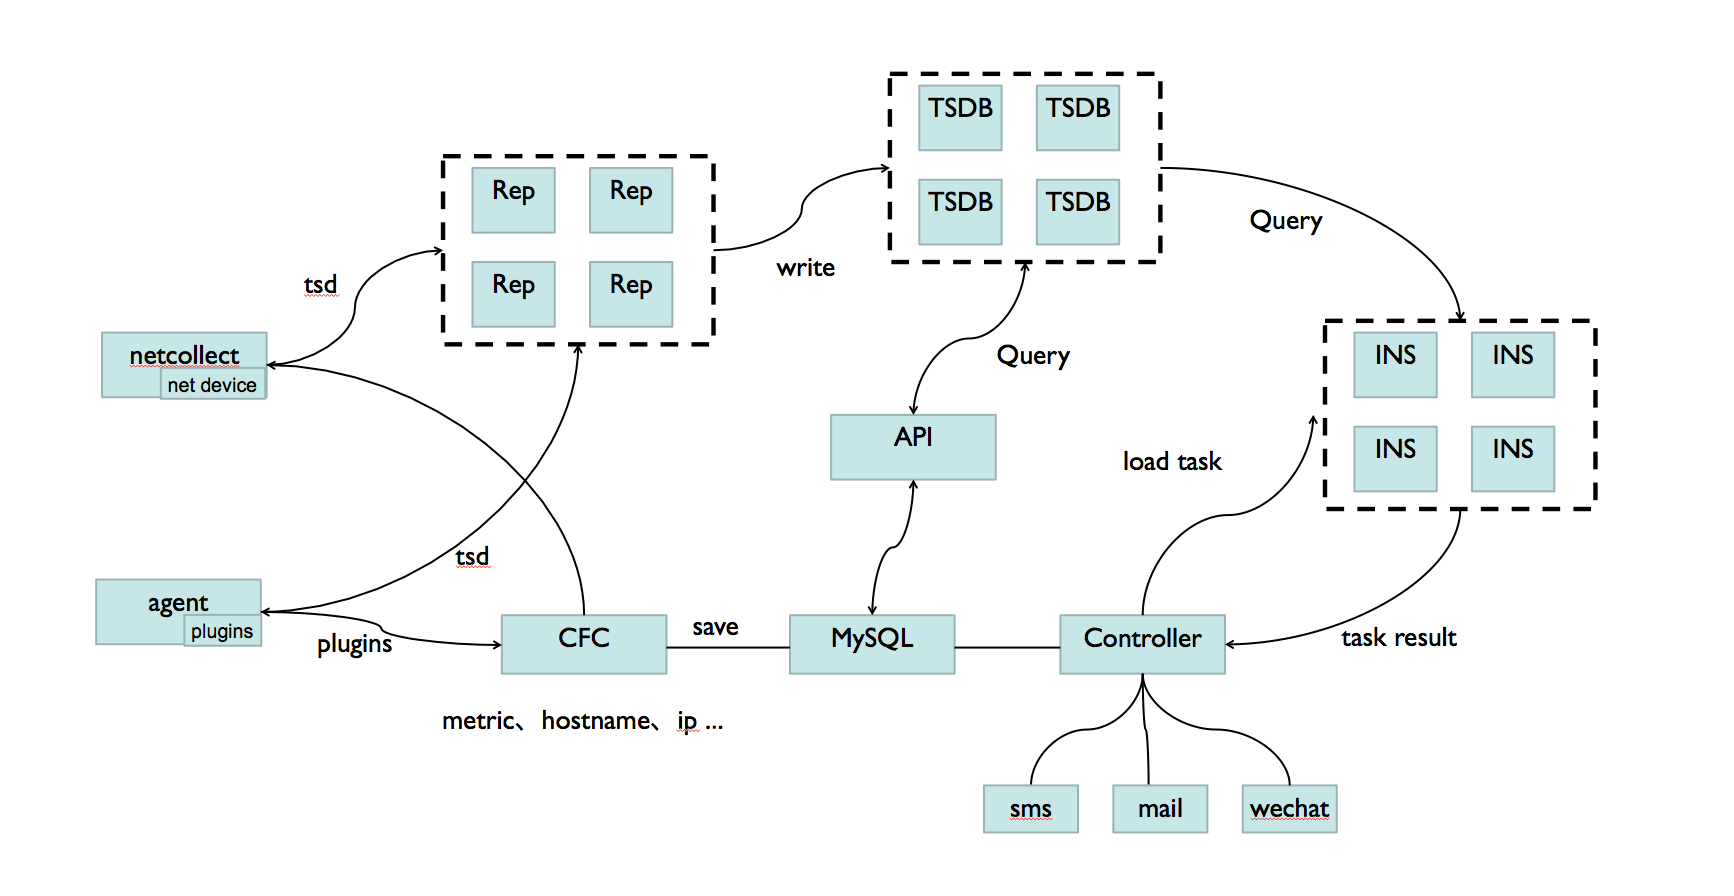 TSDB TSDB
TSDB TSDB
Rep Rep
Rep Rep
write
Query
tsd
netcollect
net device
Query
API
INS INS
INS INS
load task
tsd
agent
plugins
plugins
CFC
save
MySQL
Controller
task result
metric、hostname、ip ...
sms
mail
wechat